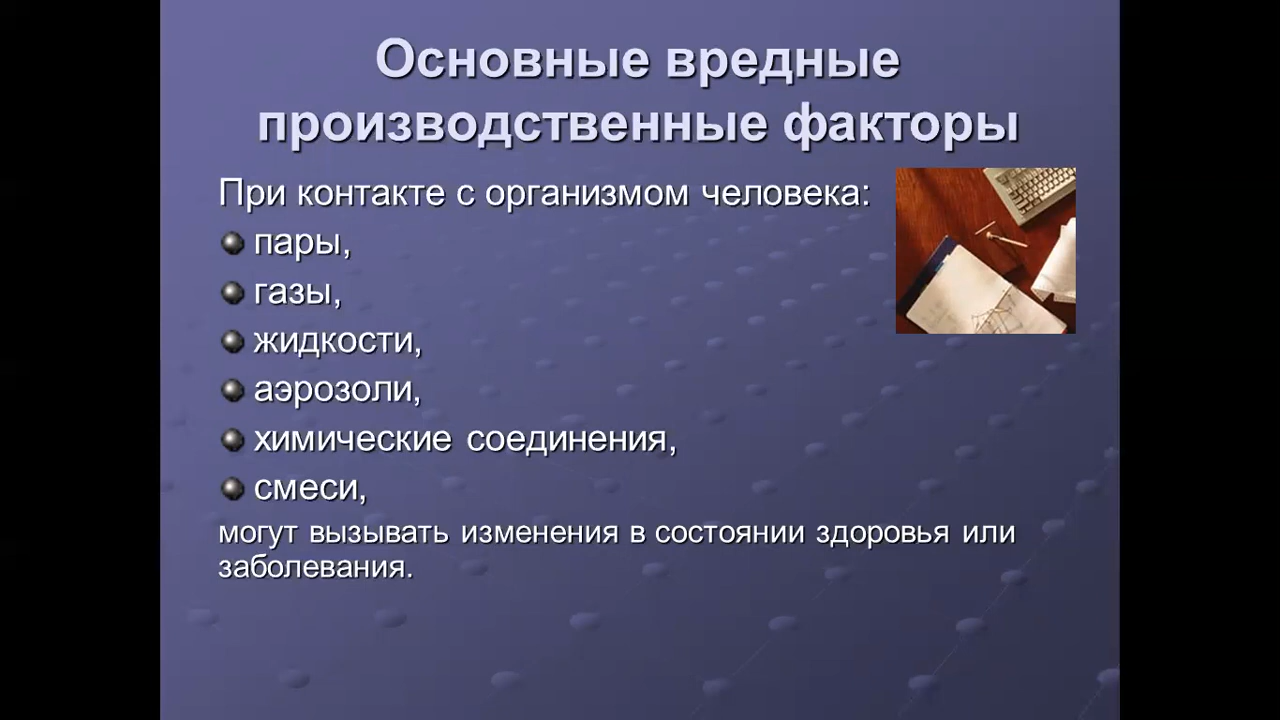 Основные вредные
производственные факторы
При контакте с организмом человека:
пары,
газы,
жидкости,
аэрозоли,
химические соединения,
смеси,
могут вызывать изменения в состоянии здоровья или
заболевания.